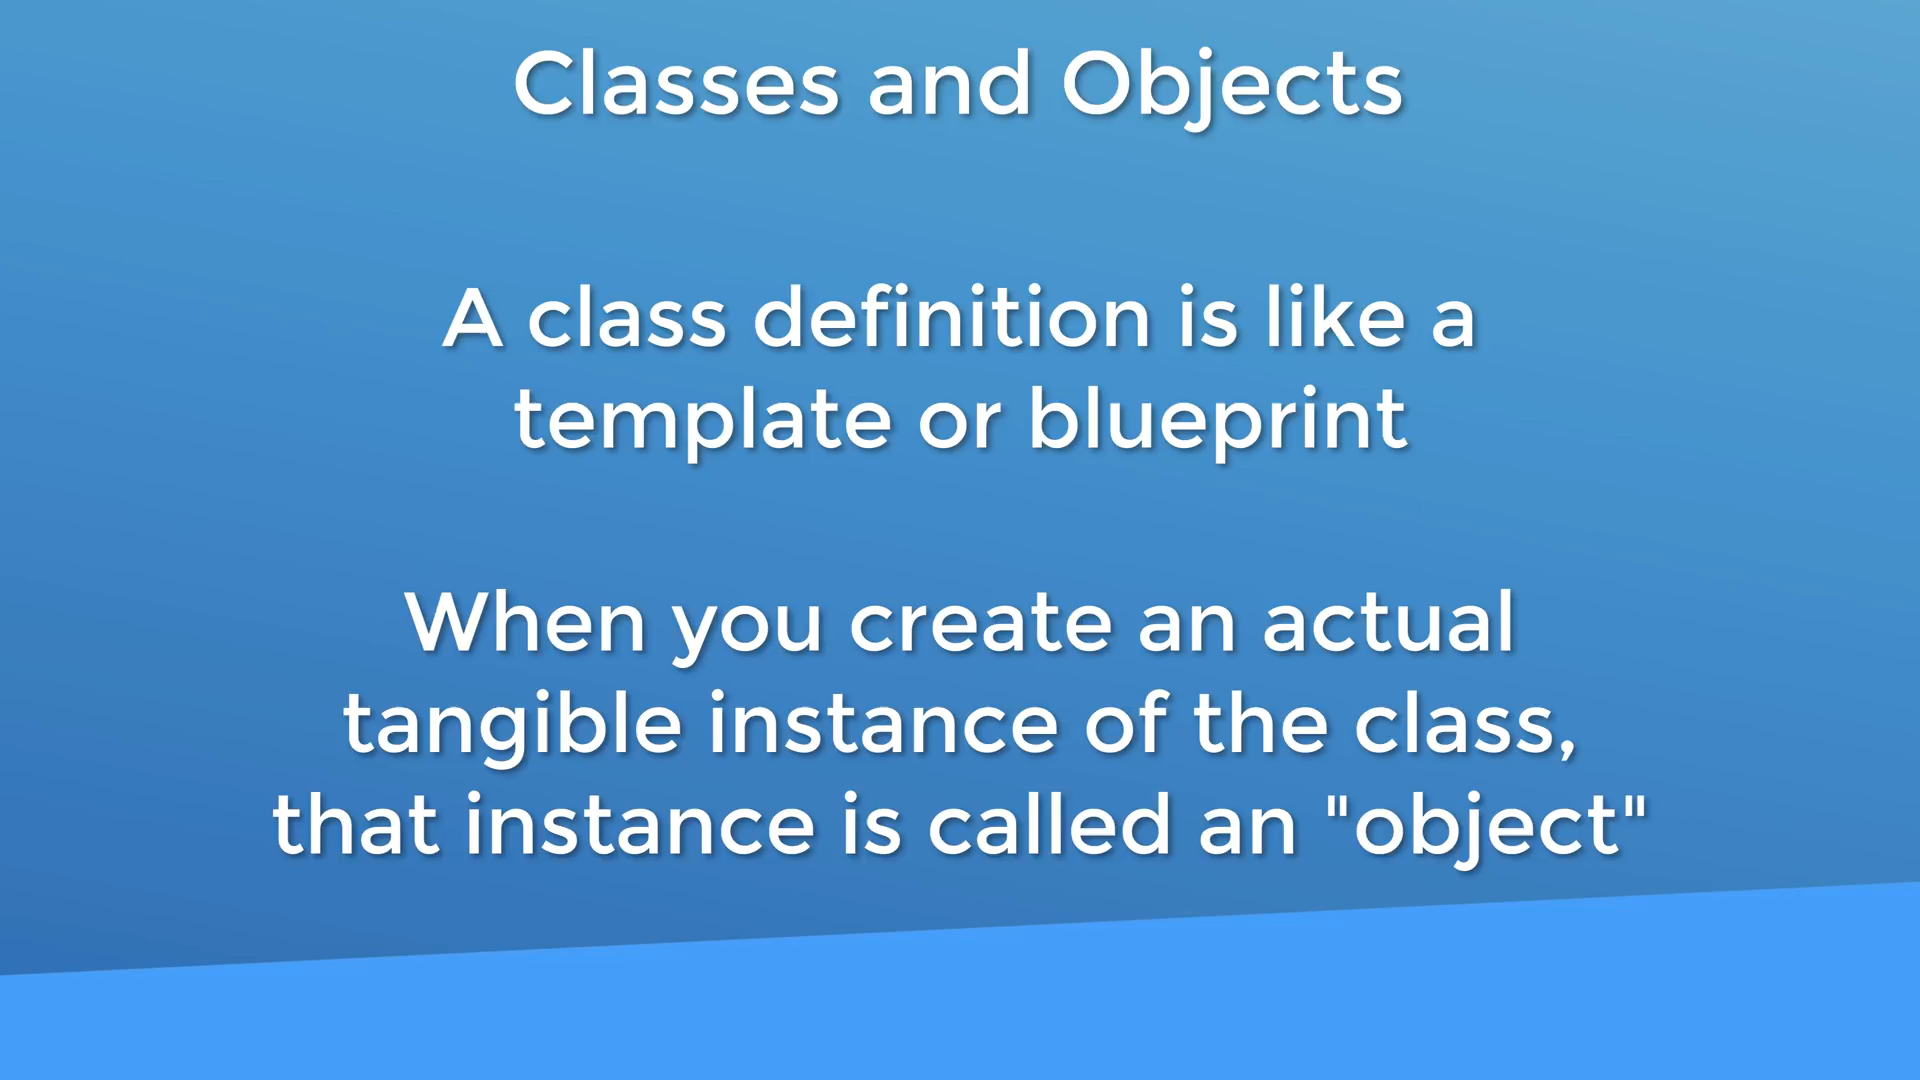 Classes and Objects
A class definition is like a
template or blueprint
When you create an actual
tangible instance of the class,
that instance is called an "object"